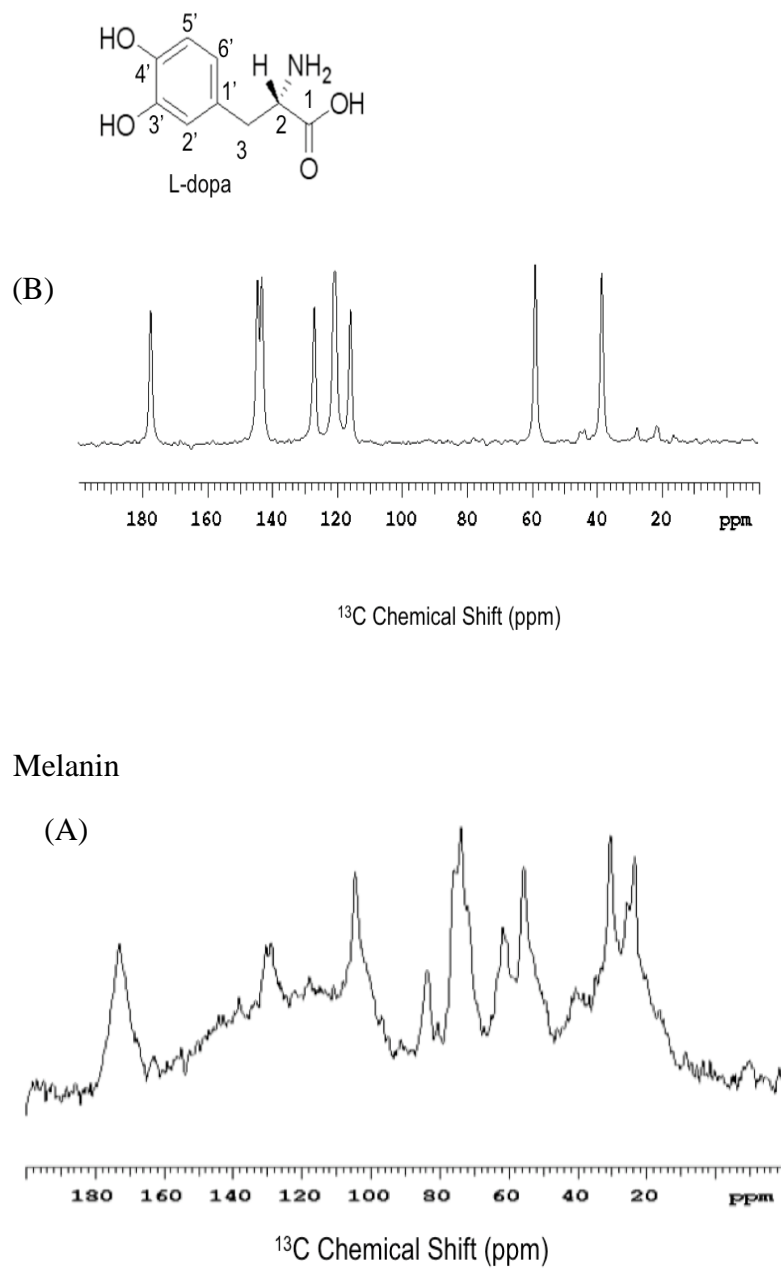 HO 5' 6' H NH₂
4' 1' 1 OH
HO 3' 2' 3 2 O
L-dopa
(B)
180 160 140 120 100 80 60 40 20 ppm
¹³C Chemical Shift (ppm)
Melanin
(A)
180 160 140 120 100 80 60 40 20 ppm
¹³C Chemical Shift (ppm)